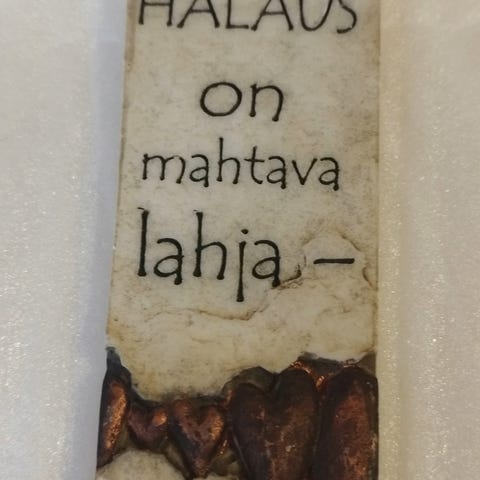 HALAUS
on
mahtava
lahja –